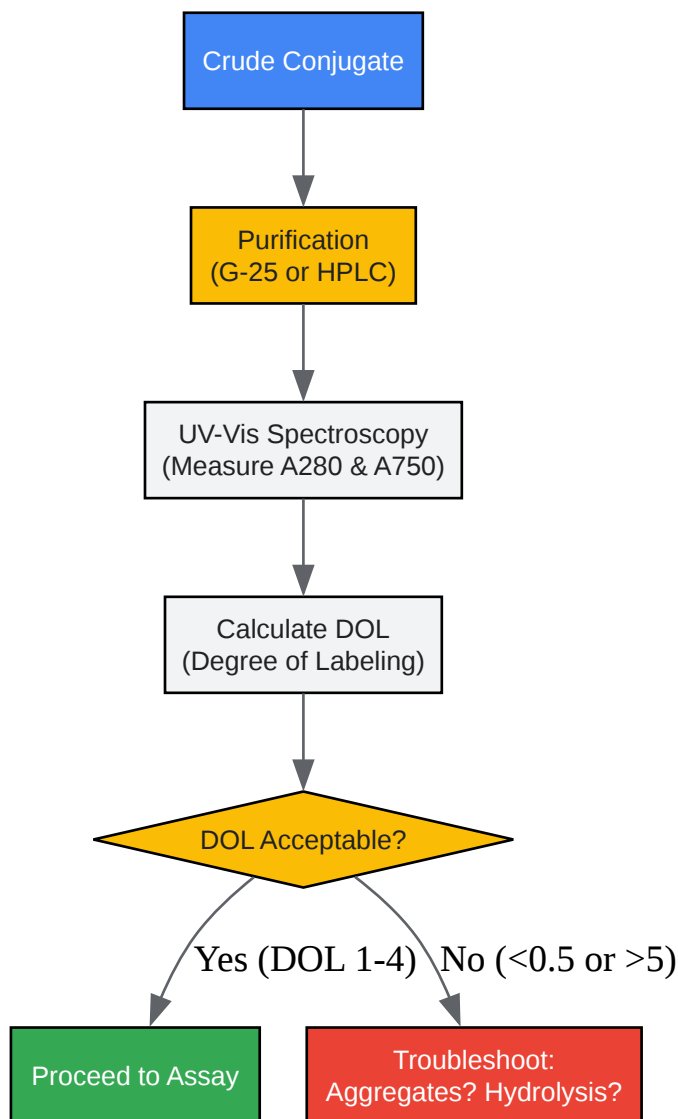 Crude Conjugate
Purification
(G-25 or HPLC)
UV-Vis Spectroscopy
(Measure A280 & A750)
Calculate DOL
(Degree of Labeling)
DOL Acceptable?
Yes (DOL 1-4)
No (<0.5 or >5)
Proceed to Assay
Troubleshoot:
Aggregates? Hydrolysis?